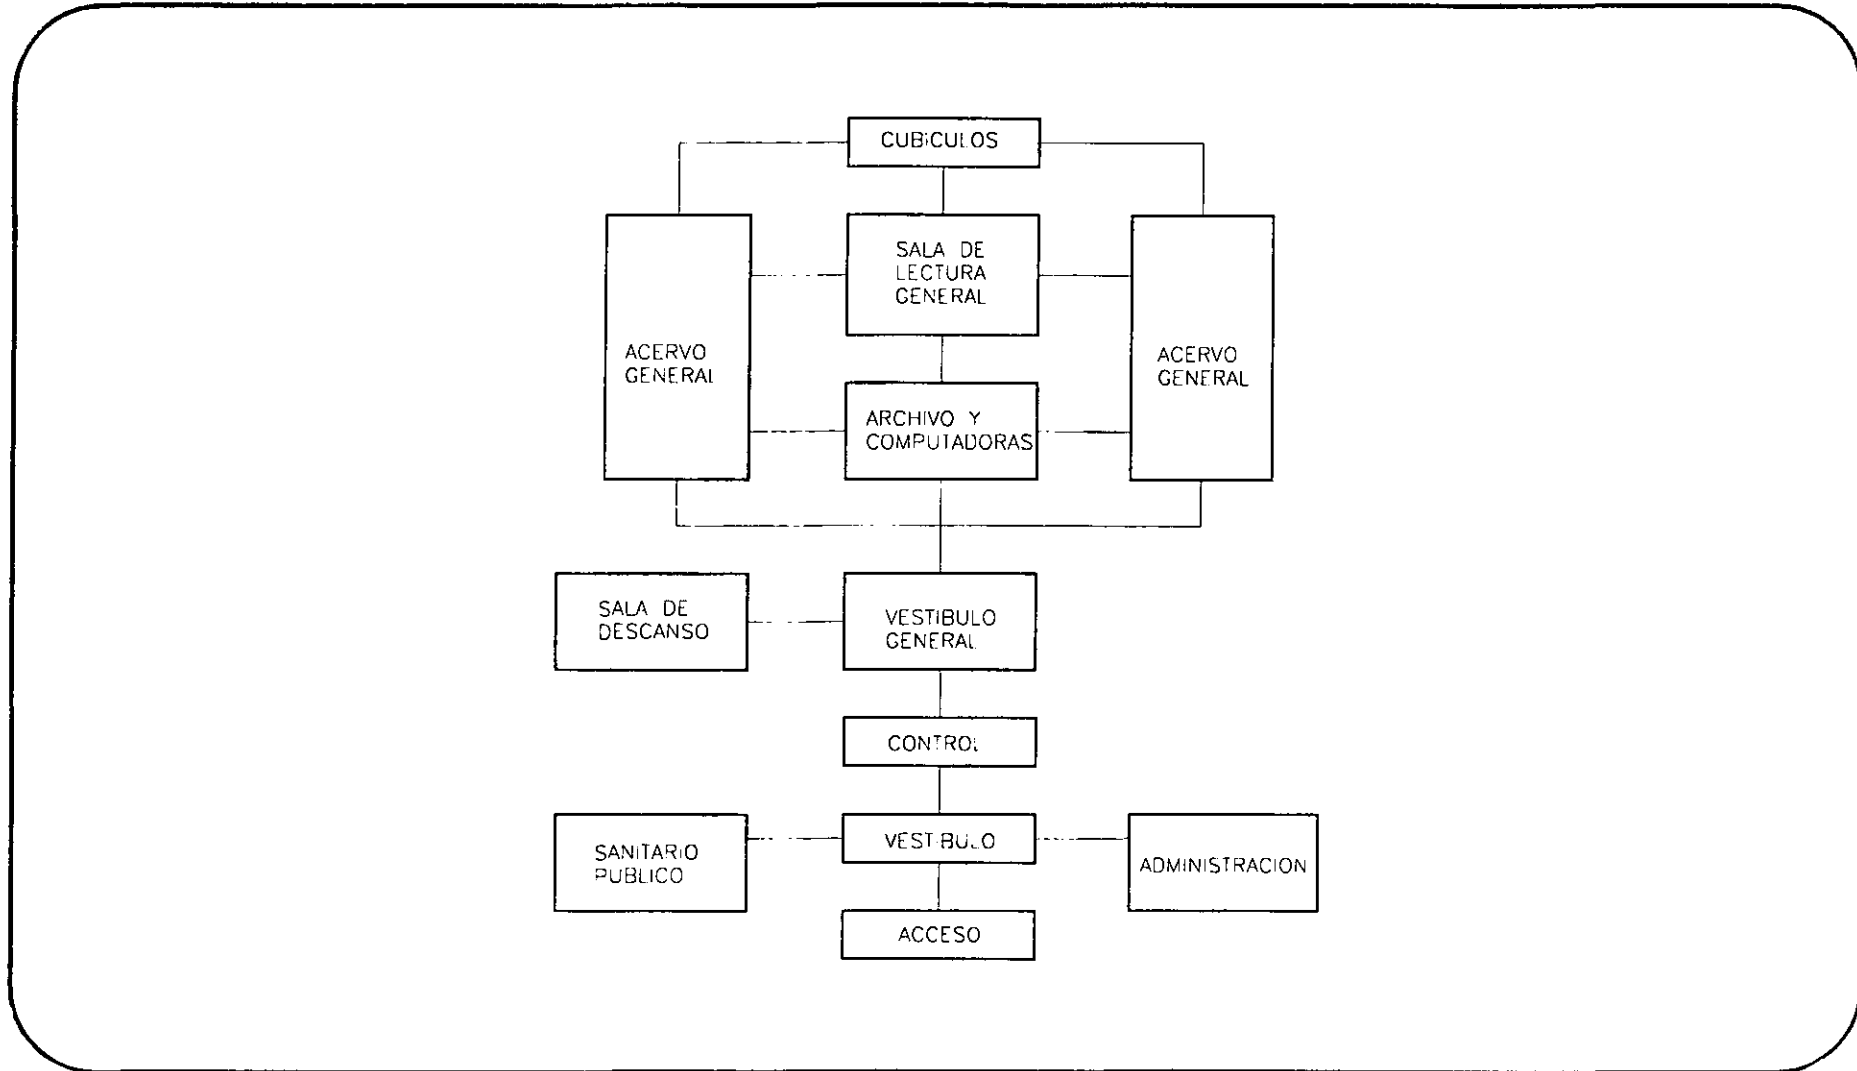 CUBICULOS
SALA DE
LECTURA
GENERAL
ACERVO
GENERAL
ACERVO
GENERAL
ARCHIVO Y
COMPUTADORAS
SALA DE
DESCANSO
VESTIBULO
GENERAL
CONTROL
SANITARIO
PUBLICO
VESTIBULO
ADMINISTRACION
ACCESO